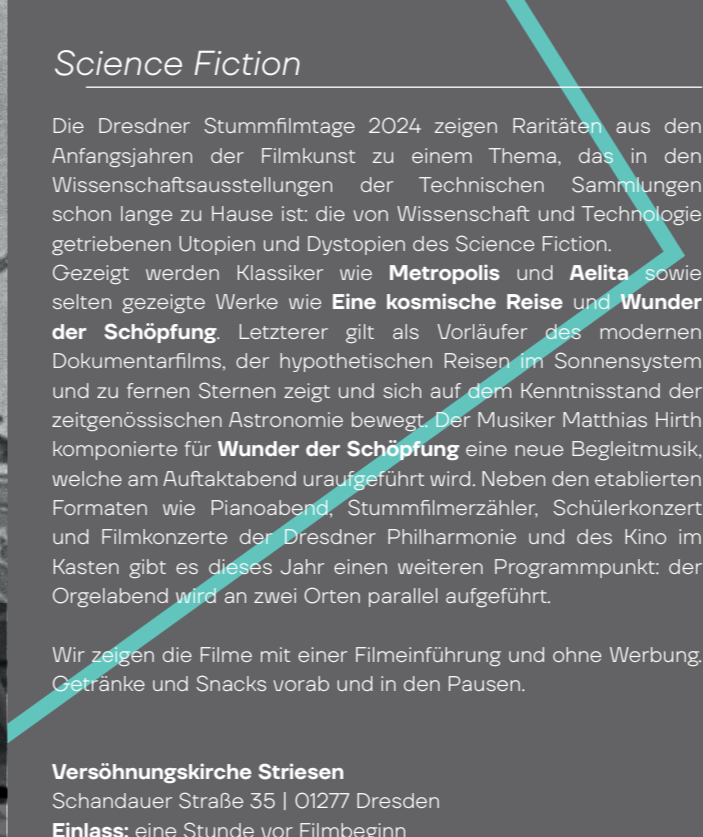 Science Fiction
Die Dresdner Stummfilmtage 2024 zeigen Raritäten aus den
Anfangsjahren der Filmkunst zu einem Thema, das in den
Wissenschaftsausstellungen der Technischen Sammlungen
schon lange zu Hause ist: die von Wissenschaft und Technologie
getriebenen Utopien und Dystopien des Science Fiction.
Gezeigt werden Klassiker wie Metropolis und Aelita sowie
selten gezeigte Werke wie Eine kosmische Reise und Wunder
der Schöpfung. Letzterer gilt als Vorläufer des modernen
Dokumentarfilms, der hypothetischen Reisen im Sonnensystem
und zu fernen Sternen zeigt und sich auf dem Kenntnisstand der
zeitgenössischen Astronomie bewegt. Der Musiker Matthias Hirth
komponierte für Wunder der Schöpfung eine neue Begleitmusik,
welche am Auftaktabend uraufgeführt wird. Neben den etablierten
Formaten wie Pianoabend, Stummfilmerzähler, Schülerkonzert
und Filmkonzerte der Dresdner Philharmonie und des Kino im
Kasten gibt es dieses Jahr einen weiteren Programmpunkt: der
Orgelabend wird an zwei Orten parallel aufgeführt.
Wir zeigen die Filme mit einer Filmeinführung und ohne Werbung.
Getränke und Snacks vorab und in den Pausen.
Versöhnungskirche Striesen
Schandauer Straße 35 | 01277 Dresden
Einlass: eine Stunde vor Filmbeginn